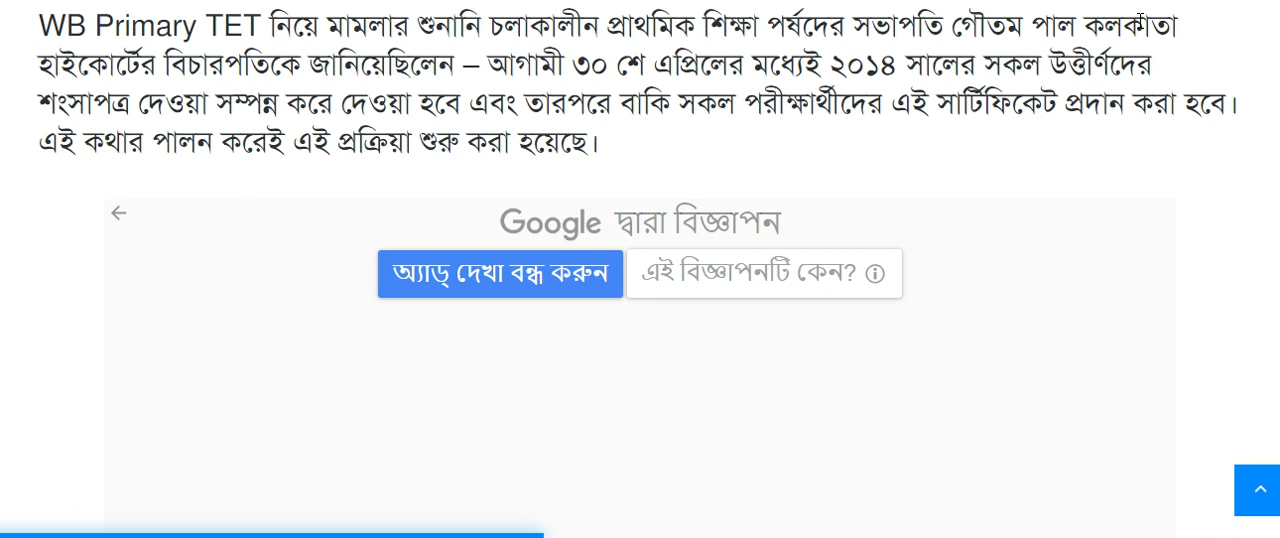 WB Primary TET নিয়ে মামলার শুনানি চলাকালীন প্রাথমিক শিক্ষা পর্ষদের সভাপতি গৌতম পাল কলকাতা
হাইকোর্টের বিচারপতিকে জানিয়েছিলেন – আগামী ৩০ শে এপ্রিলের মধ্যেই ২০১৪ সালের সকল উত্তীর্ণদের
শংসাপত্র দেওয়া সম্পন্ন করে দেওয়া হবে এবং তারপরে বাকি সকল পরীক্ষার্থীদের এই সার্টিফিকেট প্রদান করা হবে।
এই কথার পালন করেই এই প্রক্রিয়া শুরু করা হয়েছে।
Google দ্বারা বিজ্ঞাপন
অ্যাড্ দেখা বন্ধ করুন এই বিজ্ঞাপনটি কেন?